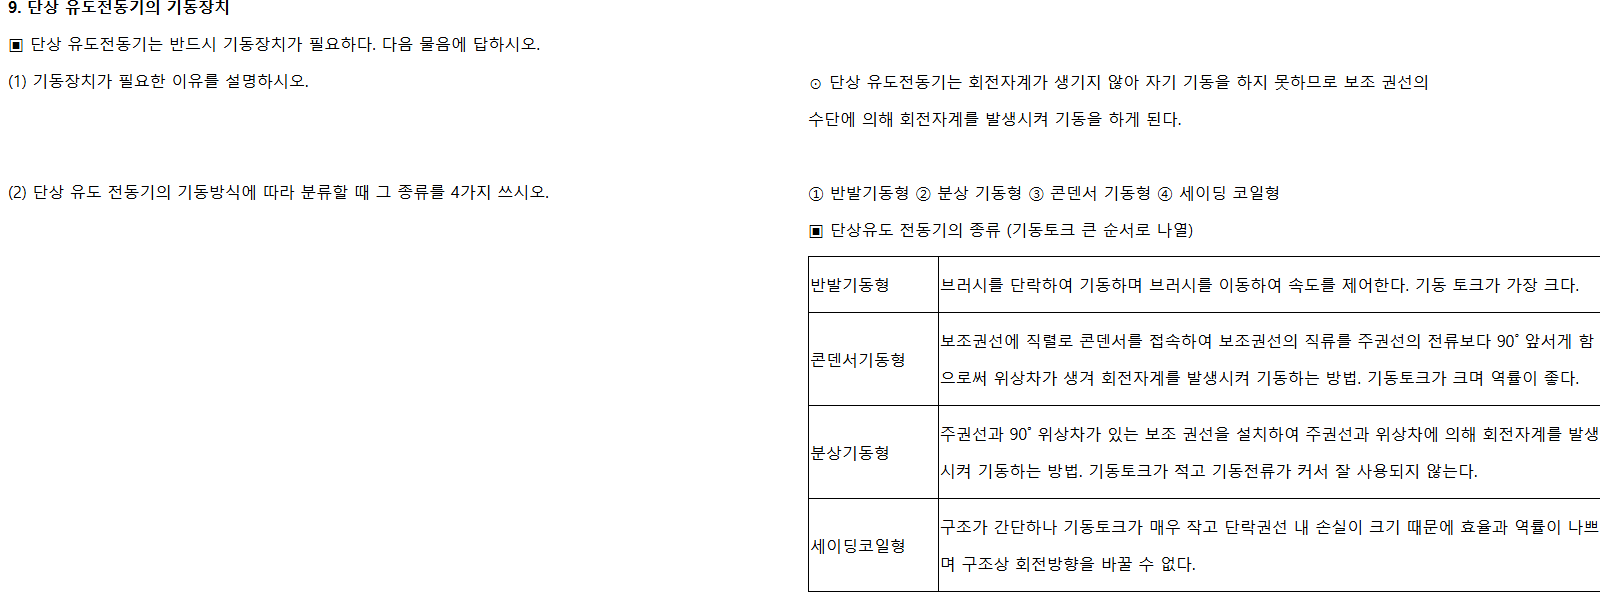 9. 단상 유도전동기의 기동장치
▣ 단상 유도전동기는 반드시 기동장치가 필요하다. 다음 물음에 답하시오.
(1) 기동장치가 필요한 이유를 설명하시오.
⊙ 단상 유도전동기는 회전자계가 생기지 않아 자기 기동을 하지 못하므로 보조 권선의
수단에 의해 회전자계를 발생시켜 기동을 하게 된다.
(2) 단상 유도 전동기의 기동방식에 따라 분류할 때 그 종류를 4가지 쓰시오.
① 반발기동형 ② 분상 기동형 ③ 콘덴서 기동형 ④ 세이딩 코일형
▣ 단상유도 전동기의 종류 (기동토크 큰 순서로 나열)
반발기동형
브러시를 단락하여 기동하며 브러시를 이동하여 속도를 제어한다. 기동 토크가 가장 크다.
콘덴서기동형
보조권선에 직렬로 콘덴서를 접속하여 보조권선의 직류를 주권선의 전류보다 90˚ 앞서게 함
으로써 위상차가 생겨 회전자계를 발생시켜 기동하는 방법. 기동토크가 크며 역률이 좋다.
분상기동형
주권선과 90˚ 위상차가 있는 보조 권선을 설치하여 주권선과 위상차에 의해 회전자계를 발생
시켜 기동하는 방법. 기동토크가 적고 기동전류가 커서 잘 사용되지 않는다.
세이딩코일형
구조가 간단하나 기동토크가 매우 작고 단락권선 내 손실이 크기 때문에 효율과 역률이 나쁘
며 구조상 회전방향을 바꿀 수 없다.